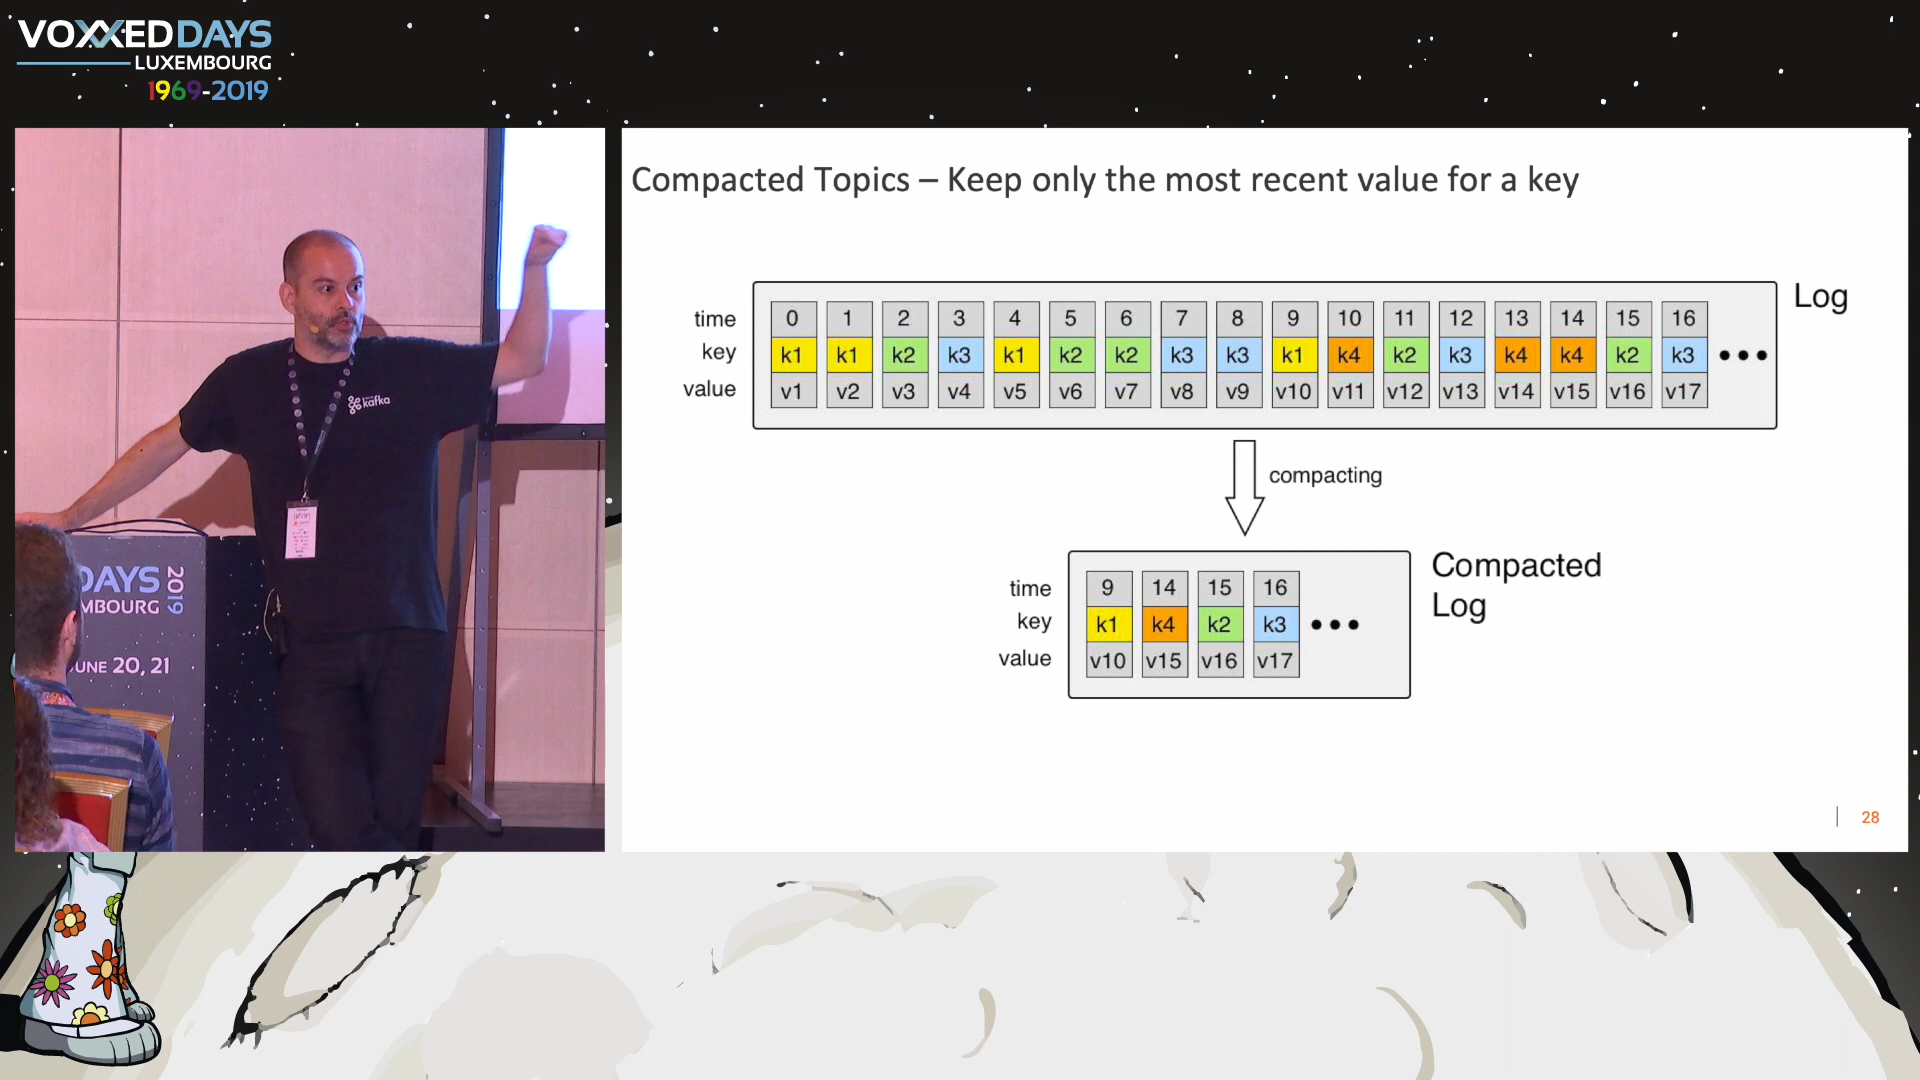 VOXXED DAYS
LUXEMBOURG
1969-2019
Compacted Topics – Keep only the most recent value for a key
Log
time 0 1 2 3 4 5 6 7 8 9 10 11 12 13 14 15 16
key k1 k1 k2 k3 k1 k2 k2 k3 k3 k1 k4 k2 k3 k4 k4 k2 k3
value v1 v2 v3 v4 v5 v6 v7 v8 v9 v10 v11 v12 v13 v14 v15 v16 v17
compacting
Compacted
Log
time 9 14 15 16
key k1 k4 k2 k3
value v10 v15 v16 v17
28
kafka
DAYS 2019
MBOURG
UNE 20, 21